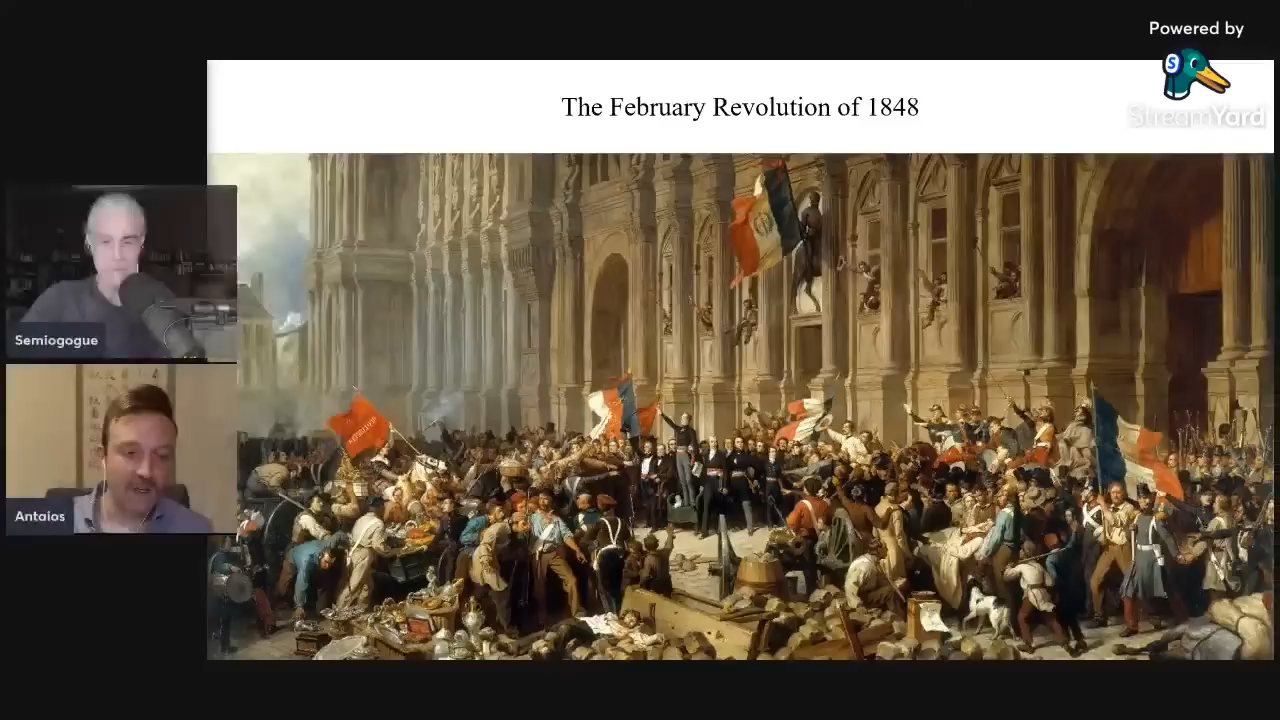 Powered by
S
StreamYard
The February Revolution of 1848
Semiogogue
Antaios